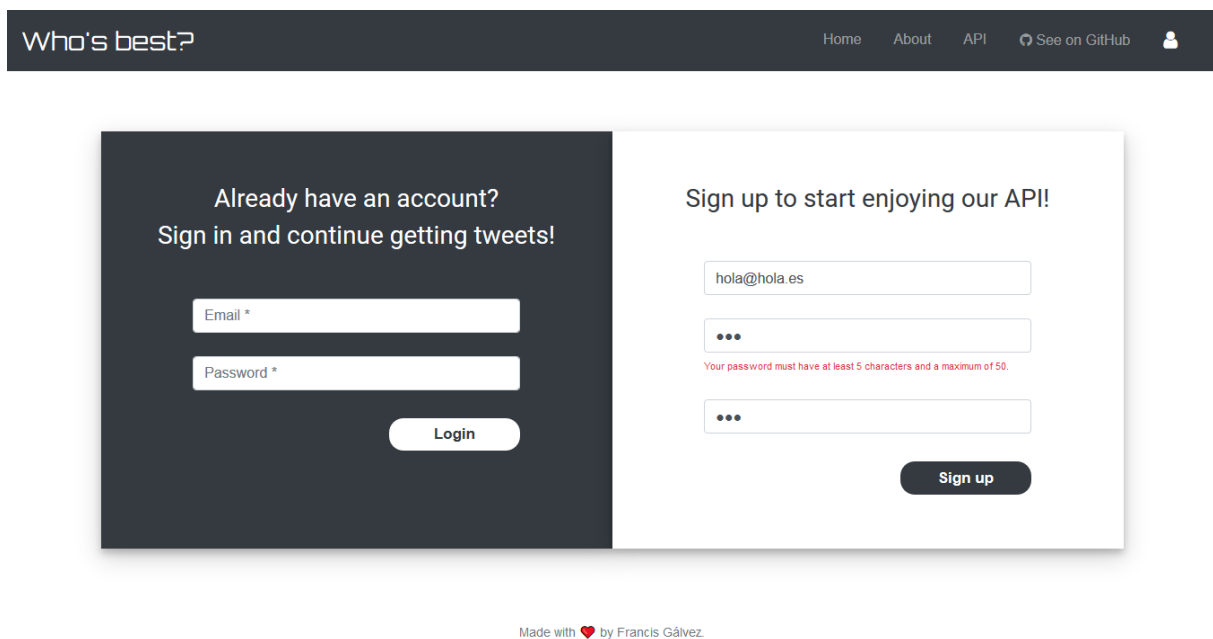 Who's best?
Home About API See on GitHub
Already have an account?
Sign in and continue getting tweets!
Email *
Password *
Login
Sign up to start enjoying our API!
hola@hola.es
●●●
Your password must have at least 5 characters and a maximum of 50.
●●●
Sign up
Made with ❤ by Francis Gálvez.